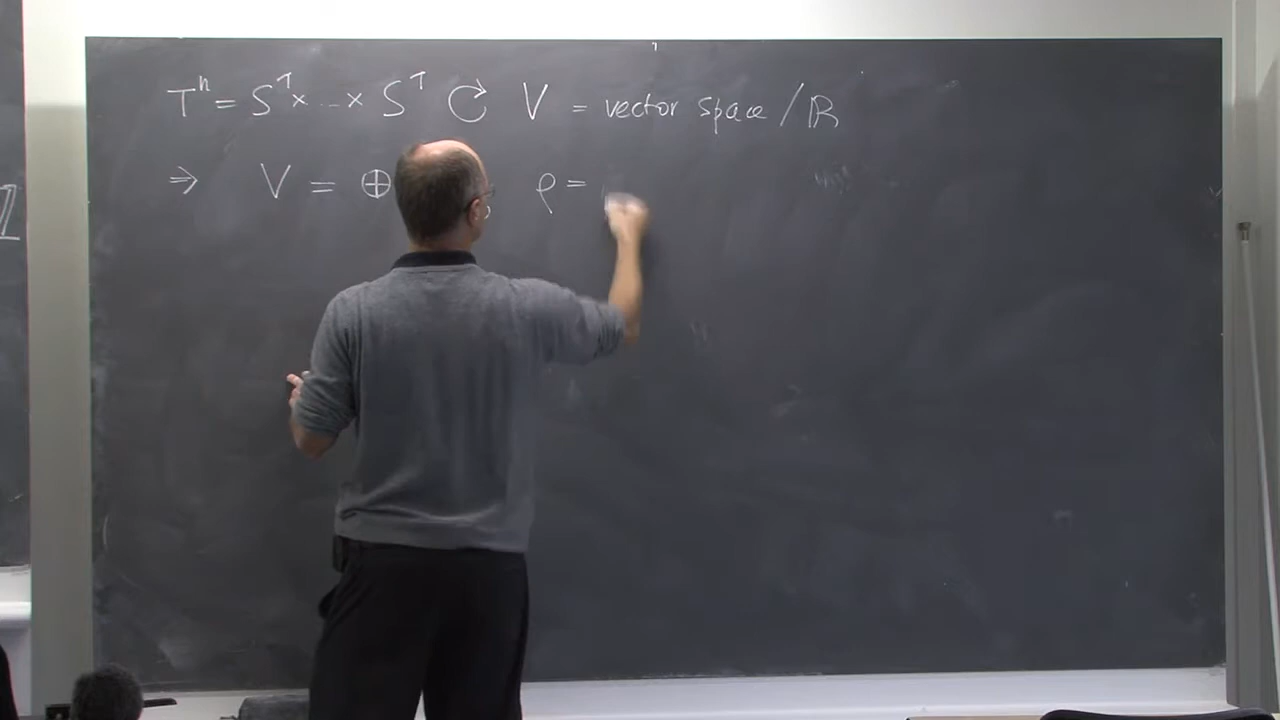 Tⁿ = S¹ × ... × S¹ ↻ V = vector space / ℝ
⇒ V = ⊕ ρ =